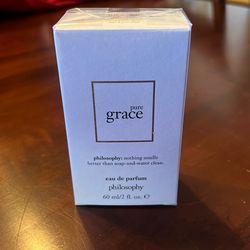 pure
grace
philosophy: nothing smells
better than soap-and-water clean.
eau de parfum
philosophy
60 ml/2 fl. oz. ℮